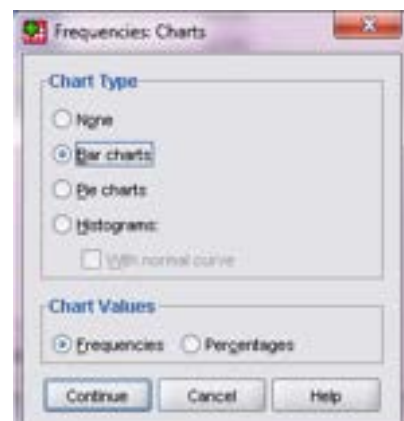 Frequencies: Charts
Chart Type
None
Bar charts
Pie charts
Histograms:
With normal curve
Chart Values
Frequencies Percentages
Continue Cancel Help